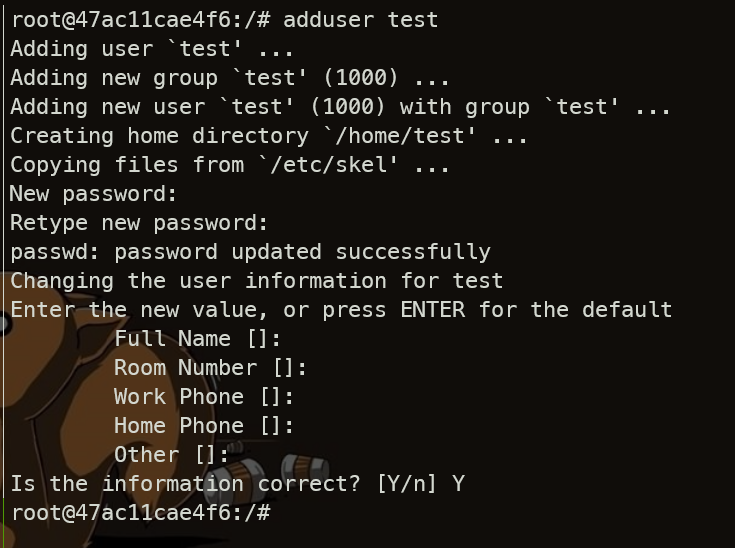 root@47ac11cae4f6:/# adduser test
Adding user `test' ...
Adding new group `test' (1000) ...
Adding new user `test' (1000) with group `test' ...
Creating home directory `/home/test' ...
Copying files from `/etc/skel' ...
New password:
Retype new password:
passwd: password updated successfully
Changing the user information for test
Enter the new value, or press ENTER for the default
        Full Name []:
        Room Number []:
        Work Phone []:
        Home Phone []:
        Other []:
Is the information correct? [Y/n] Y
root@47ac11cae4f6:/#